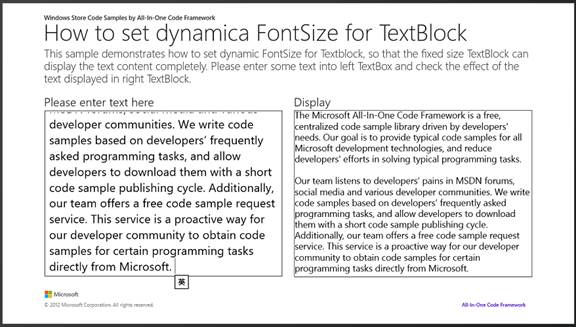 Windows Store Code Samples by All-In-One Code Framework
How to set dynamica FontSize for TextBlock
This sample demonstrates how to set dynamic FontSize for Textblock, so that the fixed size TextBlock can
display the text content completely. Please enter some text into left TextBox and check the effect of
the text displayed in right TextBlock.
Please enter text here
MSDN forums, social media and various
developer communities. We write code
samples based on developers’ frequently
asked programming tasks, and allow
developers to download them with a short
code sample publishing cycle. Additionally,
our team offers a free code sample request
service. This service is a proactive way for
our developer community to obtain code
samples for certain programming tasks
directly from Microsoft.
英
Display
The Microsoft All-In-One Code Framework is a free,
centralized code sample library driven by developers'
needs. Our goal is to provide typical code samples for all
Microsoft development technologies, and reduce
developers' efforts in solving typical programming tasks.
Our team listens to developers’ pains in MSDN forums,
social media and various developer communities. We write
code samples based on developers’ frequently asked
programming tasks, and allow developers to download
them with a short code sample publishing cycle.
Additionally, our team offers a free code sample request
service. This service is a proactive way for our developer
community to obtain code samples for certain
programming tasks directly from Microsoft.
Microsoft
© 2012 Microsoft Corporation. All rights reserved.
All-In-One Code Framework